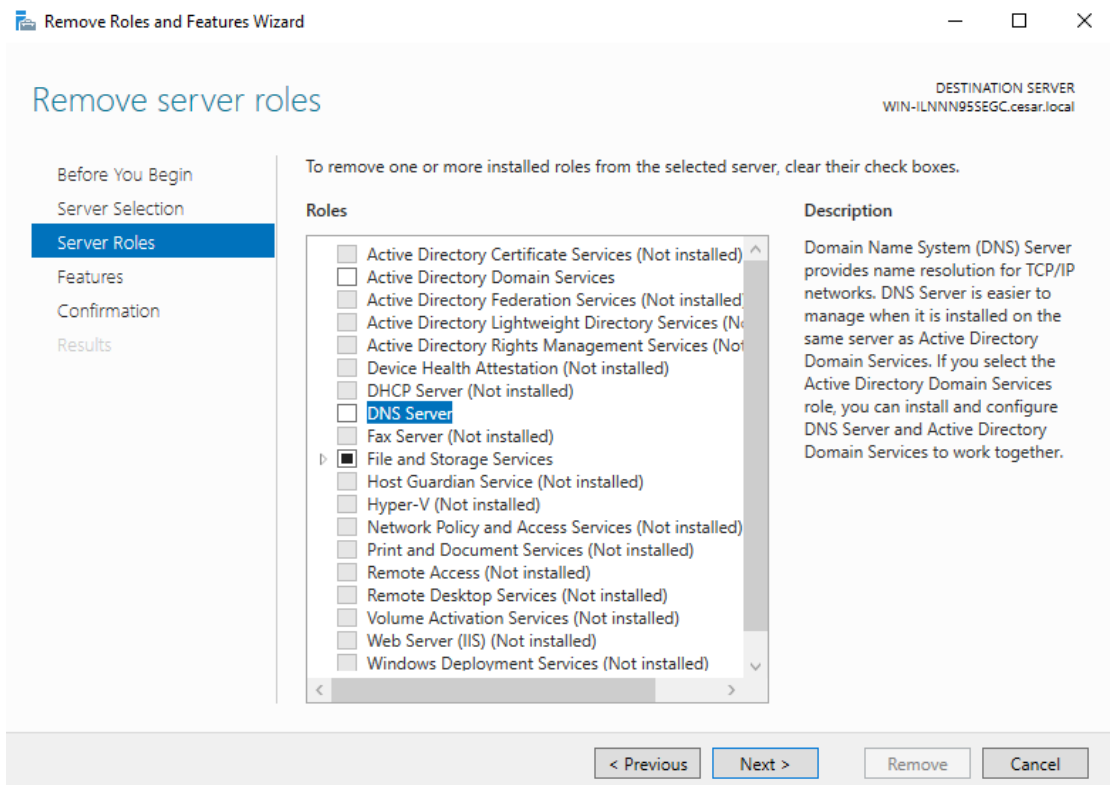 Remove Roles and Features Wizard
Remove server roles
DESTINATION SERVER
WIN-ILNNN95SEGC.cesar.local
Before You Begin
Server Selection
Server Roles
Features
Confirmation
Results
To remove one or more installed roles from the selected server, clear their check boxes.
Roles
Active Directory Certificate Services (Not installed)
Active Directory Domain Services
Active Directory Federation Services (Not installed)
Active Directory Lightweight Directory Services (No
Active Directory Rights Management Services (Not
Device Health Attestation (Not installed)
DHCP Server (Not installed)
DNS Server
Fax Server (Not installed)
File and Storage Services
Host Guardian Service (Not installed)
Hyper-V (Not installed)
Network Policy and Access Services (Not installed)
Print and Document Services (Not installed)
Remote Access (Not installed)
Remote Desktop Services (Not installed)
Volume Activation Services (Not installed)
Web Server (IIS) (Not installed)
Windows Deployment Services (Not installed)
Description
Domain Name System (DNS) Server
provides name resolution for TCP/IP
networks. DNS Server is easier to
manage when it is installed on the
same server as Active Directory
Domain Services. If you select the
Active Directory Domain Services
role, you can install and configure
DNS Server and Active Directory
Domain Services to work together.
< Previous
Next >
Remove
Cancel